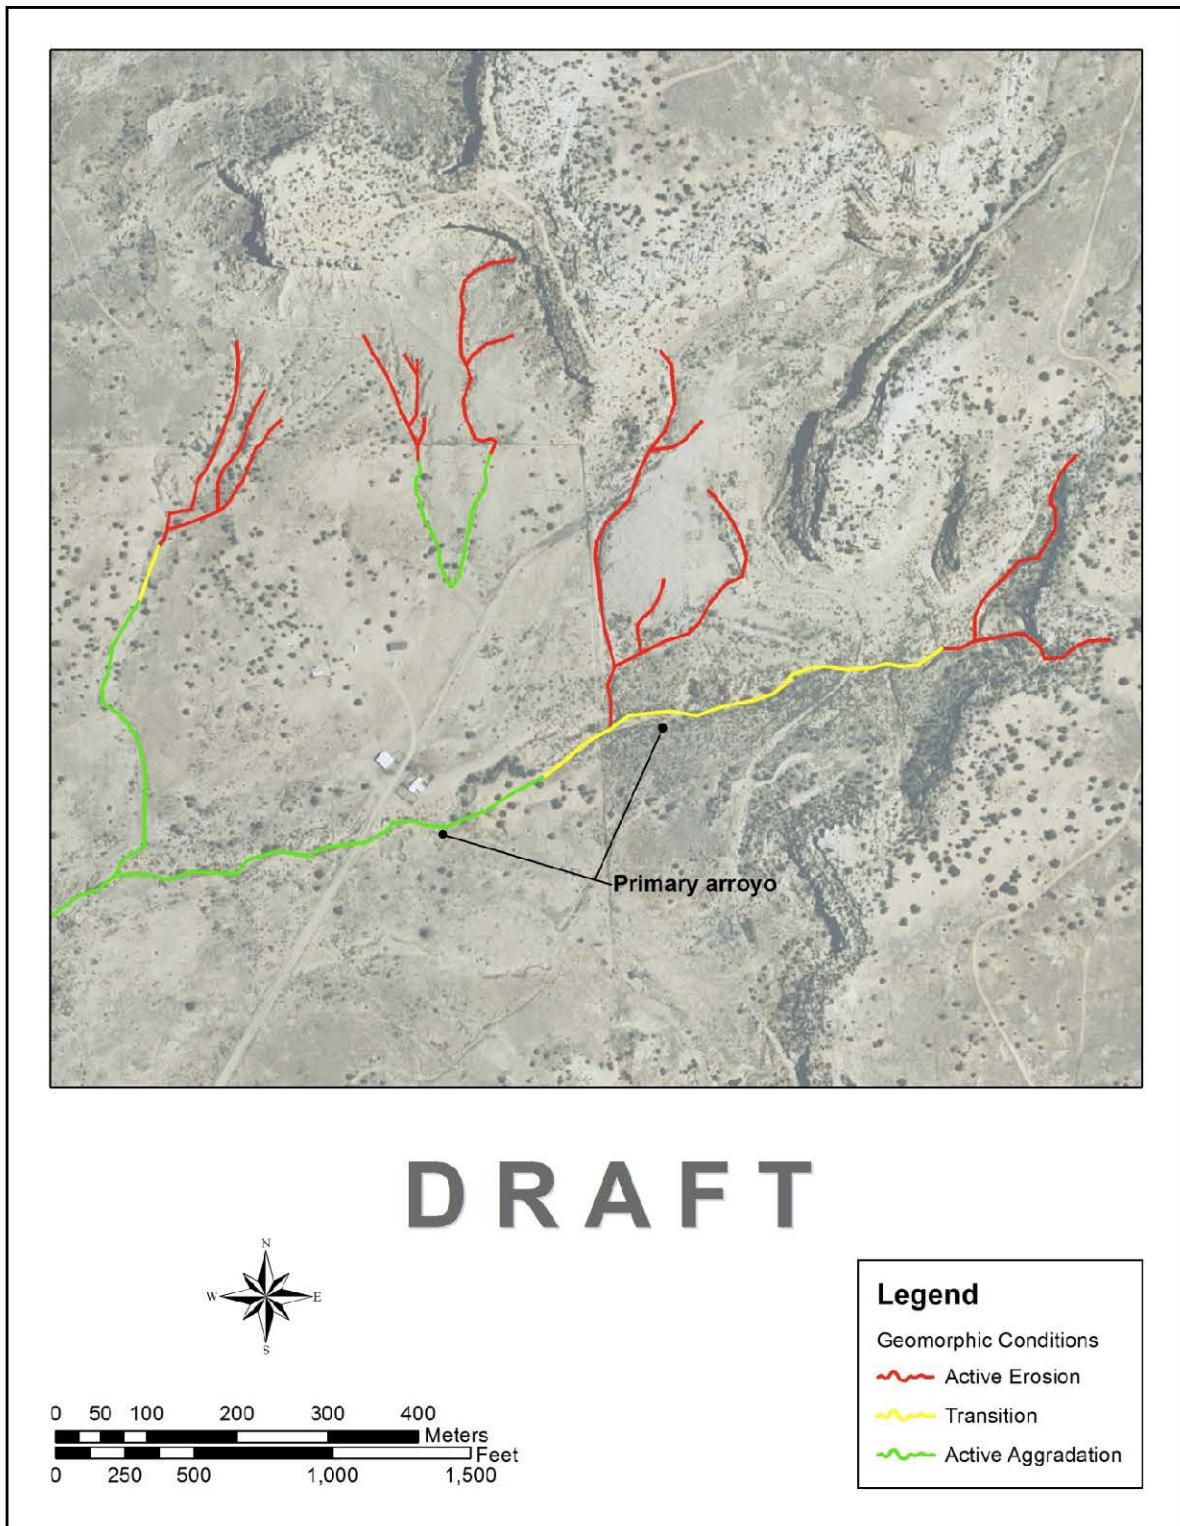 Primary arroyo
DRAFT
N
W E
S
Legend
Geomorphic Conditions
Active Erosion
Transition
Active Aggradation
0 50 100 200 300 400
Meters
Feet
0 250 500 1,000 1,500